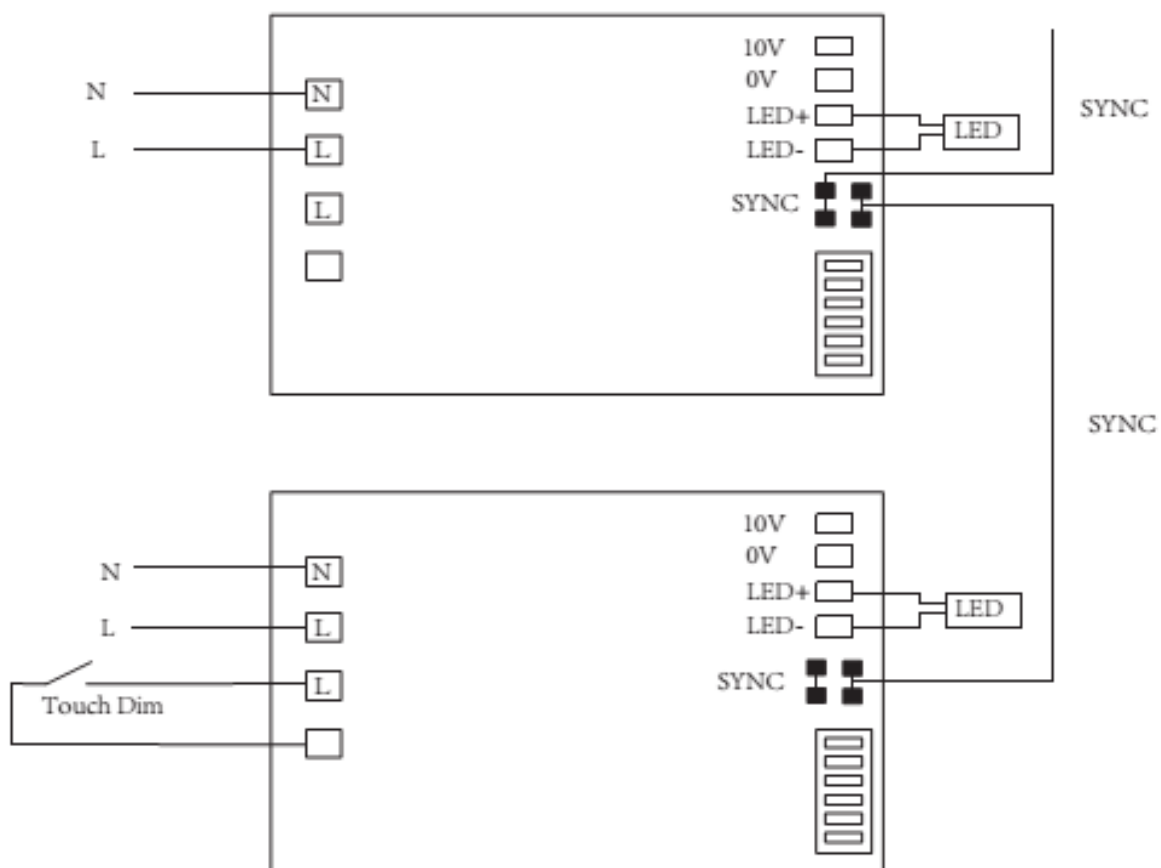 10V
0V
N
N
LED+
LED
SYNC
L
L
LED-
SYNC
L
SYNC
10V
0V
N
N
LED+
LED
L
L
LED-
SYNC
L
Touch Dim